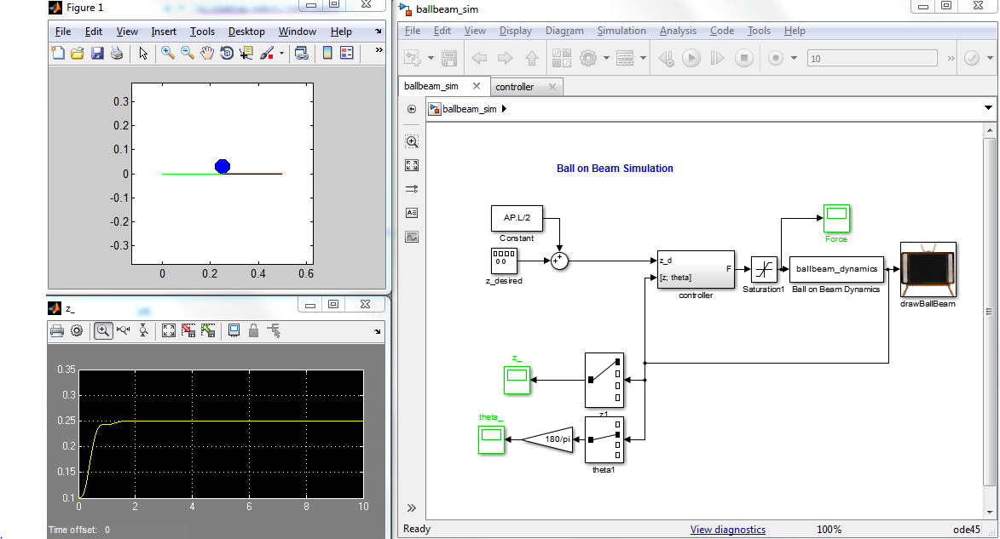 Figure 1
File Edit View Insert Tools Desktop Window Help
0.3
0.2
0.1
0
-0.1
-0.2
-0.3
0 0.2 0.4 0.6
z_
0.35
0.3
0.25
0.2
0.15
0.1
0 2 4 6 8 10
Time offset: 0
ballbeam_sim
File Edit View Display Diagram Simulation Analysis Code Tools Help
10
ballbeam_sim controller
ballbeam_sim
Ball on Beam Simulation
AP.L/2
Constant
z_desired
z_d
[z; theta]
F
controller
Saturation1
Force
ballbeam_dynamics
Ball on Beam Dynamics
drawBallBeam
z_
z1
theta_
180/pi
theta1
Ready View diagnostics 100% ode45